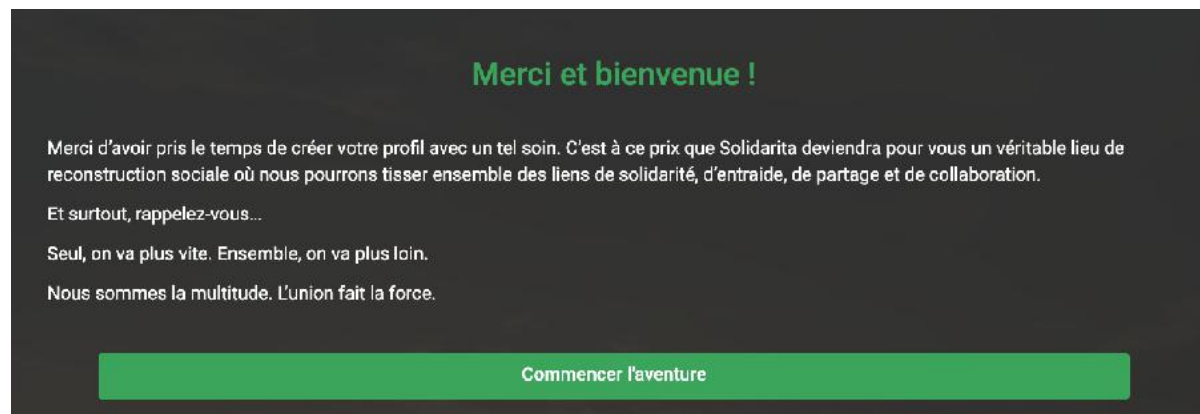 Merci et bienvenue !
Merci d'avoir pris le temps de créer votre profil avec un tel soin. C'est à ce prix que Solidarita deviendra pour vous un véritable lieu de
reconstruction sociale où nous pourrons tisser ensemble des liens de solidarité, d'entraide, de partage et de collaboration.
Et surtout, rappelez-vous...
Seul, on va plus vite. Ensemble, on va plus loin.
Nous sommes la multitude. L'union fait la force.
Commencer l'aventure